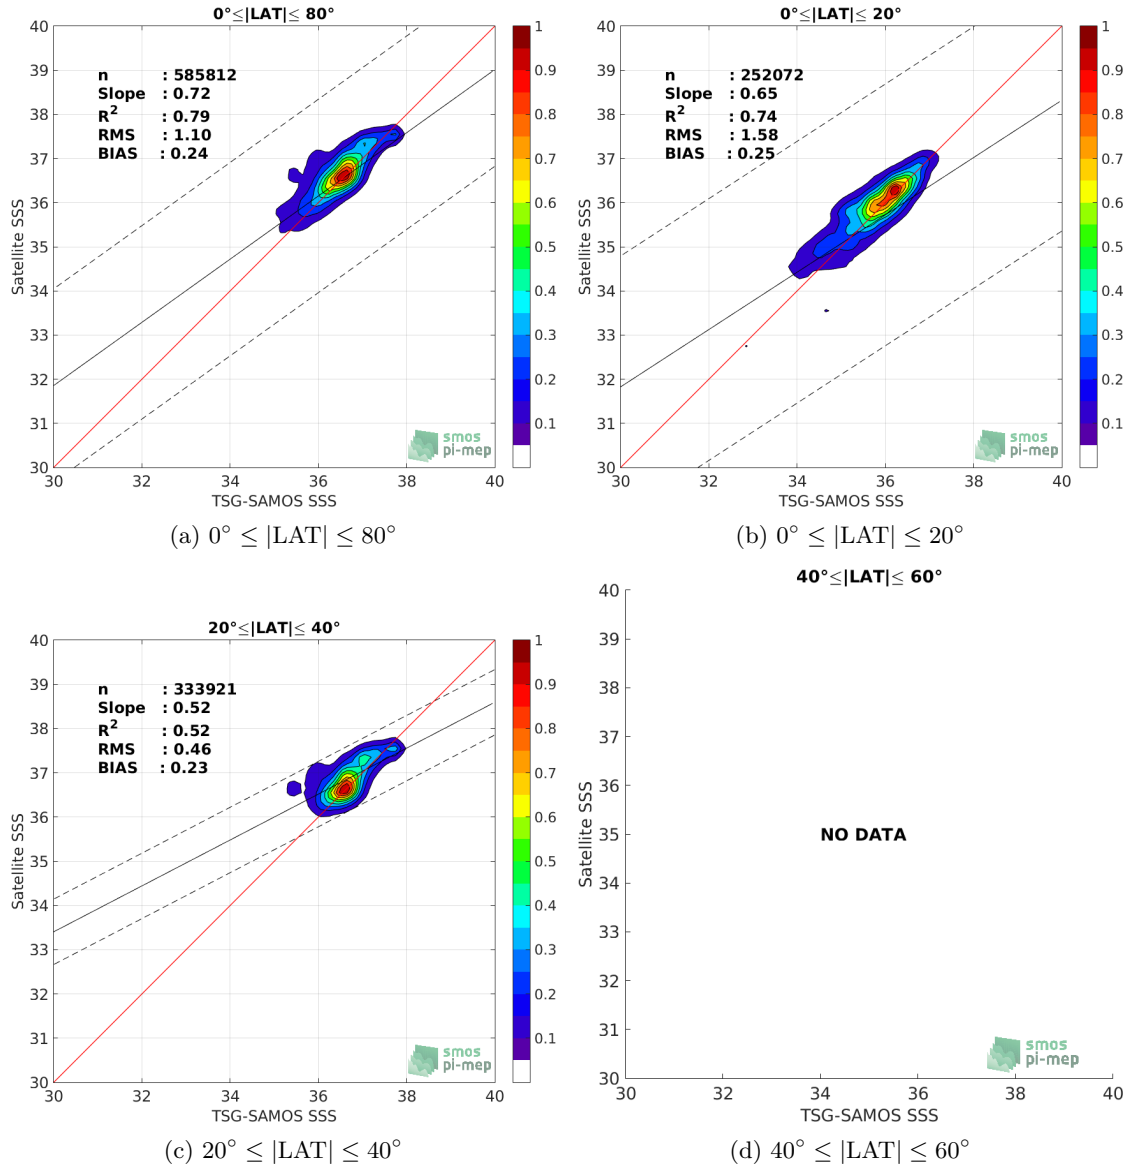 0°≤|LAT|≤ 80°
40
39
38
37
36
35
34
33
32
31
30
Satellite SSS
n : 585812
Slope : 0.72
R2 : 0.79
RMS : 1.10
BIAS : 0.24
smos
pi-mep
30 32 34 36 38 40
TSG-SAMOS SSS
1
0.9
0.8
0.7
0.6
0.5
0.4
0.3
0.2
0.1
(a) 0° ≤ |LAT| ≤ 80°
0°≤|LAT|≤ 20°
40
39
38
37
36
35
34
33
32
31
30
Satellite SSS
n : 252072
Slope : 0.65
R2 : 0.74
RMS : 1.58
BIAS : 0.25
smos
pi-mep
30 32 34 36 38 40
TSG-SAMOS SSS
1
0.9
0.8
0.7
0.6
0.5
0.4
0.3
0.2
0.1
(b) 0° ≤ |LAT| ≤ 20°
20°≤|LAT|≤ 40°
40
39
38
37
36
35
34
33
32
31
30
Satellite SSS
n : 333921
Slope : 0.52
R2 : 0.52
RMS : 0.46
BIAS : 0.23
smos
pi-mep
30 32 34 36 38 40
TSG-SAMOS SSS
1
0.9
0.8
0.7
0.6
0.5
0.4
0.3
0.2
0.1
(c) 20° ≤ |LAT| ≤ 40°
40°≤|LAT|≤ 60°
40
39
38
37
36
35
34
33
32
31
30
Satellite SSS
NO DATA
smos
pi-mep
30 32 34 36 38 40
TSG-SAMOS SSS
(d) 40° ≤ |LAT| ≤ 60°